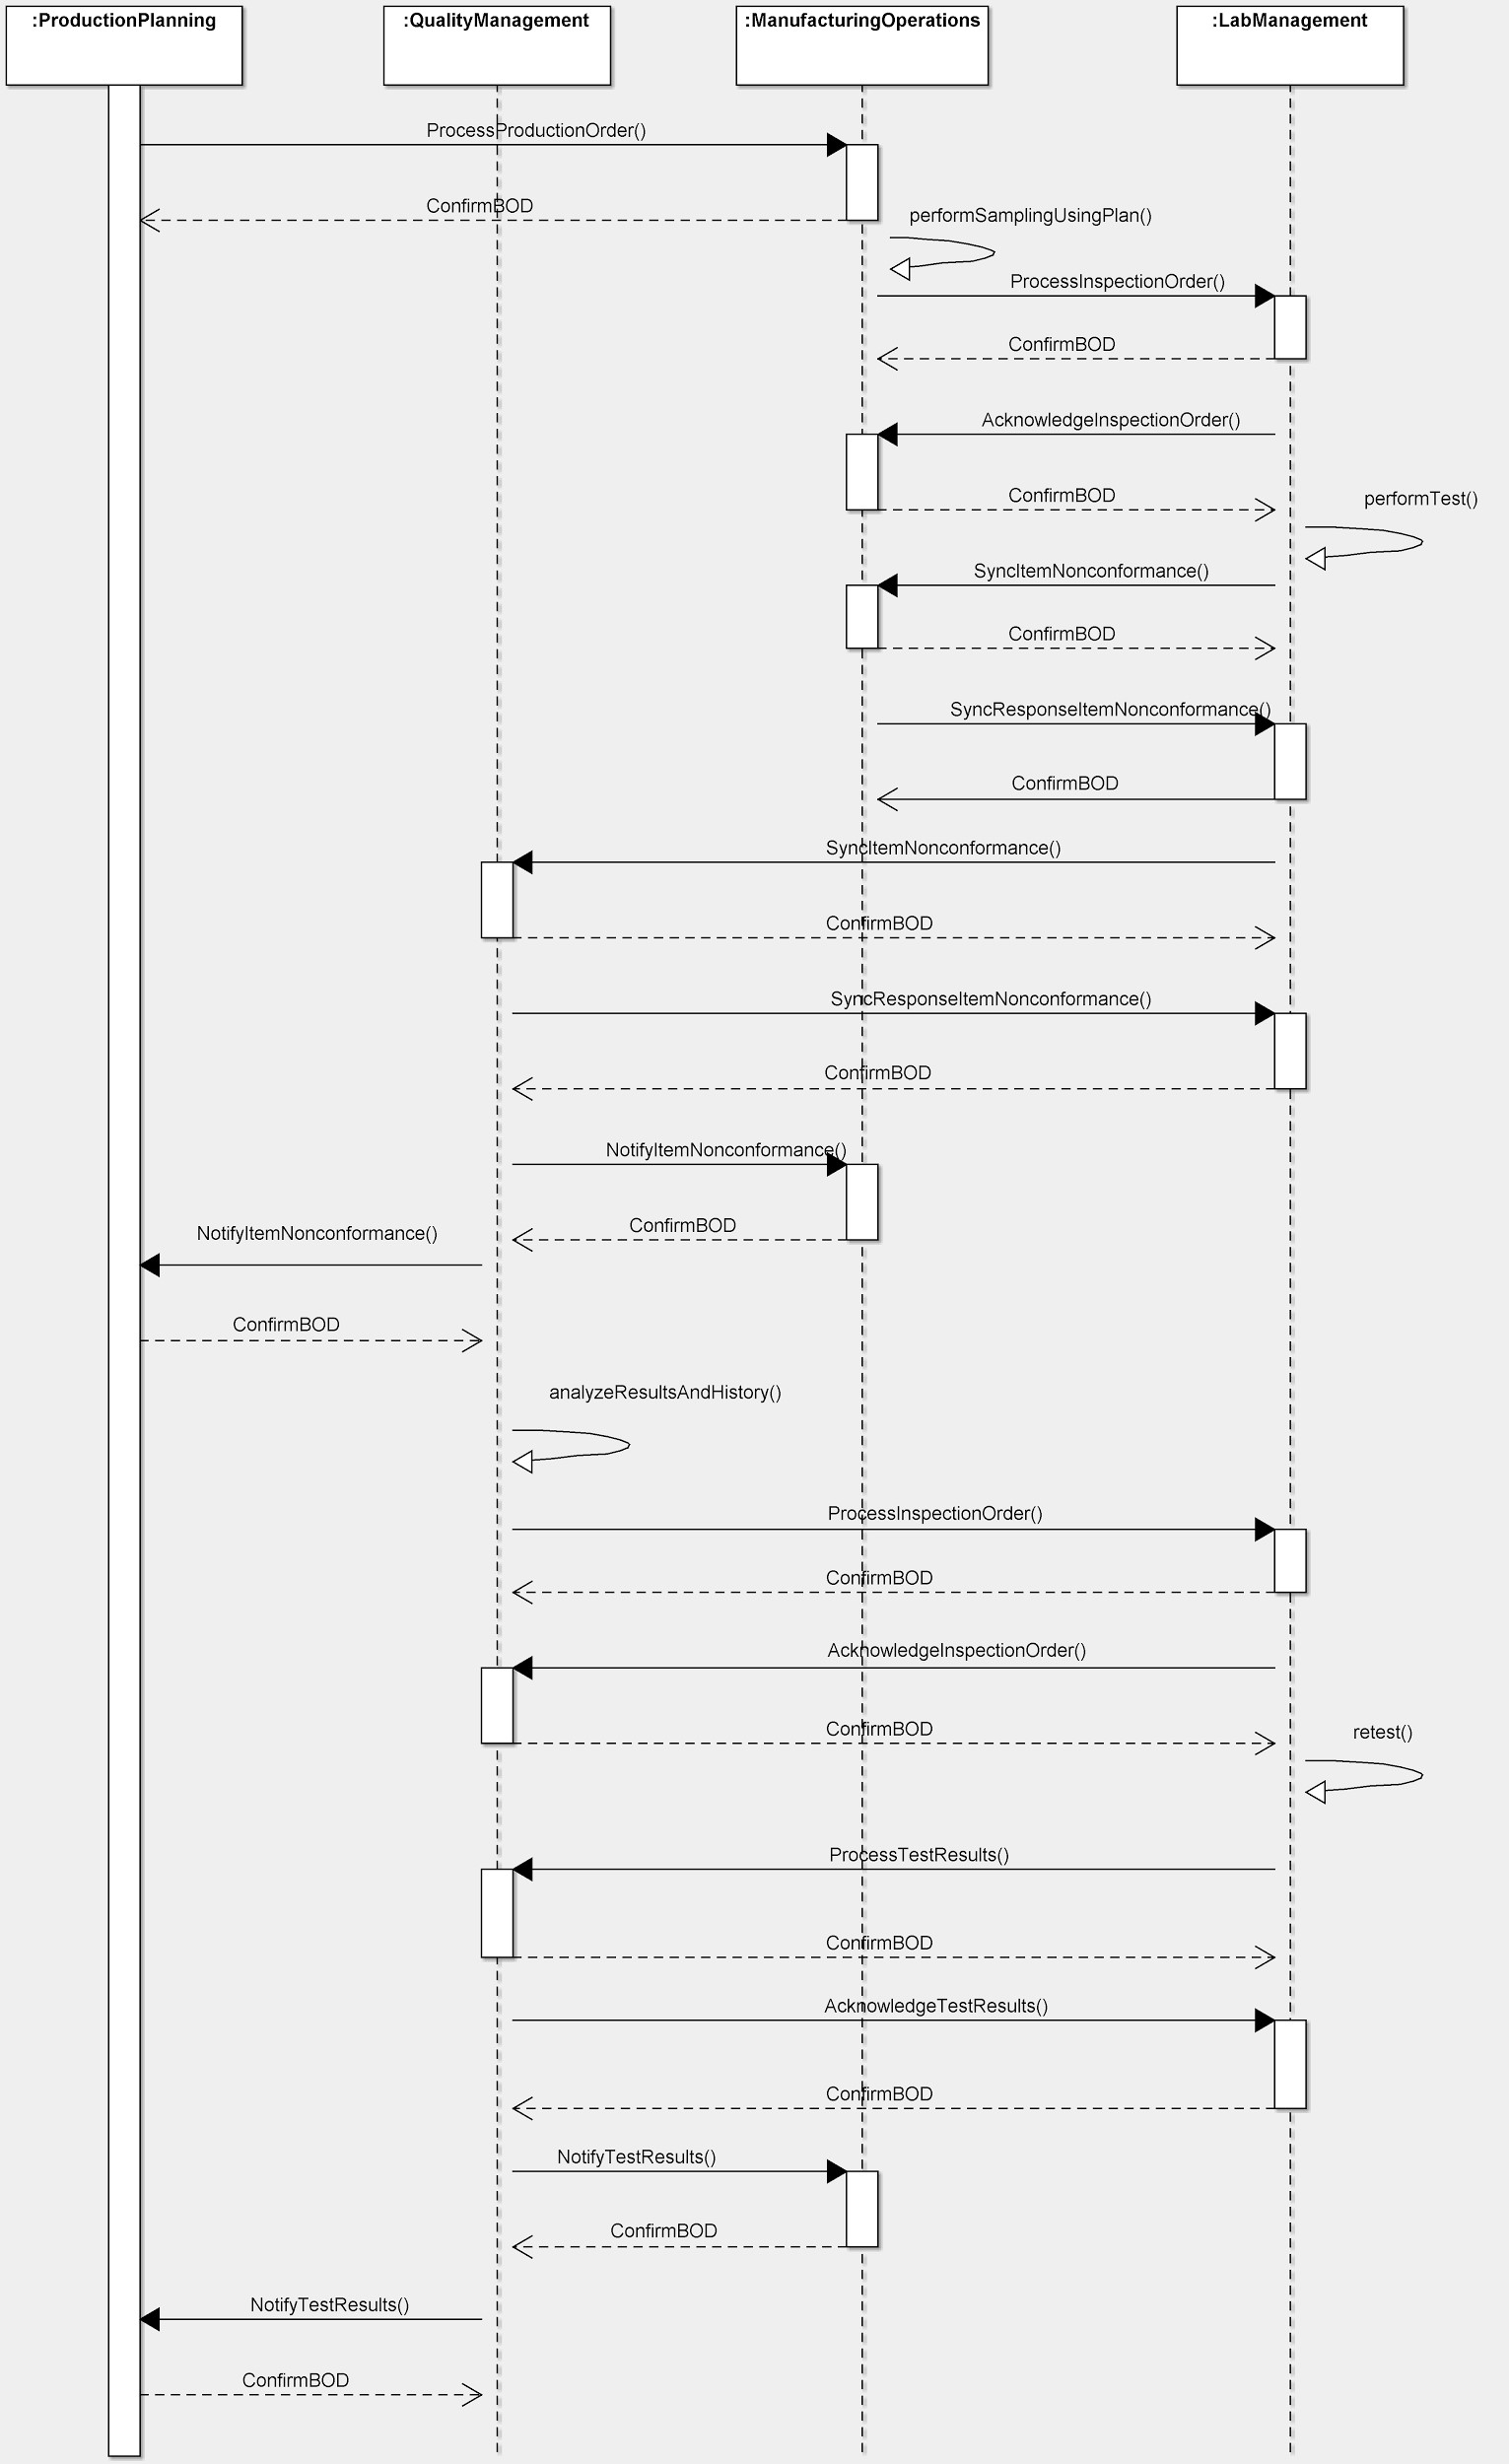 :ProductionPlanning
:QualityManagement
:ManufacturingOperations
:LabManagement
ProcessProductionOrder()
ConfirmBOD
performSamplingUsingPlan()
ProcessInspectionOrder()
ConfirmBOD
AcknowledgeInspectionOrder()
ConfirmBOD
performTest()
SyncItemNonconformance()
ConfirmBOD
SyncResponseItemNonconformance()
ConfirmBOD
SyncItemNonconformance()
ConfirmBOD
SyncResponseItemNonconformance()
ConfirmBOD
NotifyItemNonconformance()
ConfirmBOD
NotifyItemNonconformance()
ConfirmBOD
analyzeResultsAndHistory()
ProcessInspectionOrder()
ConfirmBOD
AcknowledgeInspectionOrder()
ConfirmBOD
retest()
ProcessTestResults()
ConfirmBOD
AcknowledgeTestResults()
ConfirmBOD
NotifyTestResults()
ConfirmBOD
NotifyTestResults()
ConfirmBOD